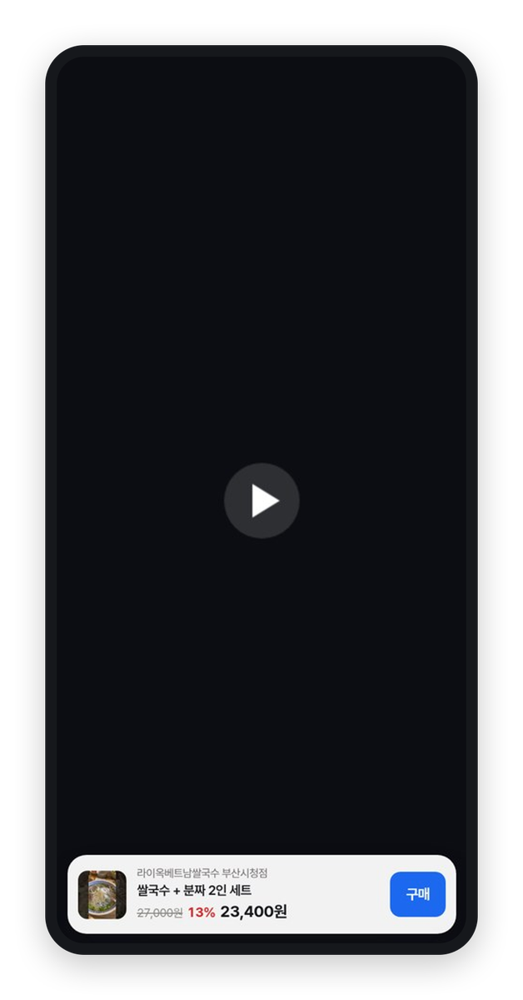 라이옥베트남쌀국수 부산시청점
쌀국수 + 분짜 2인 세트
27,000원 13% 23,400원
구매